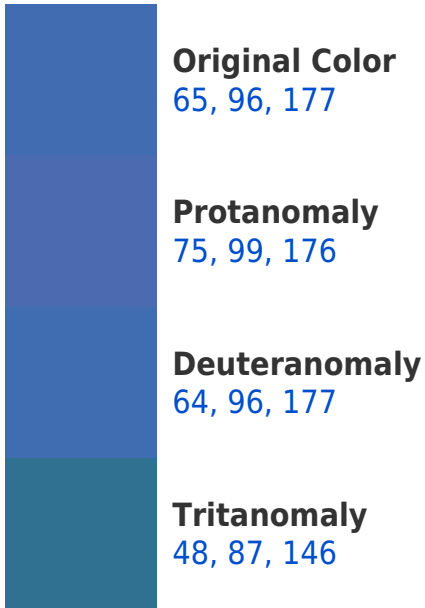 Original Color
65, 96, 177
Protanomaly
75, 99, 176
Deuteranomaly
64, 96, 177
Tritanomaly
48, 87, 146